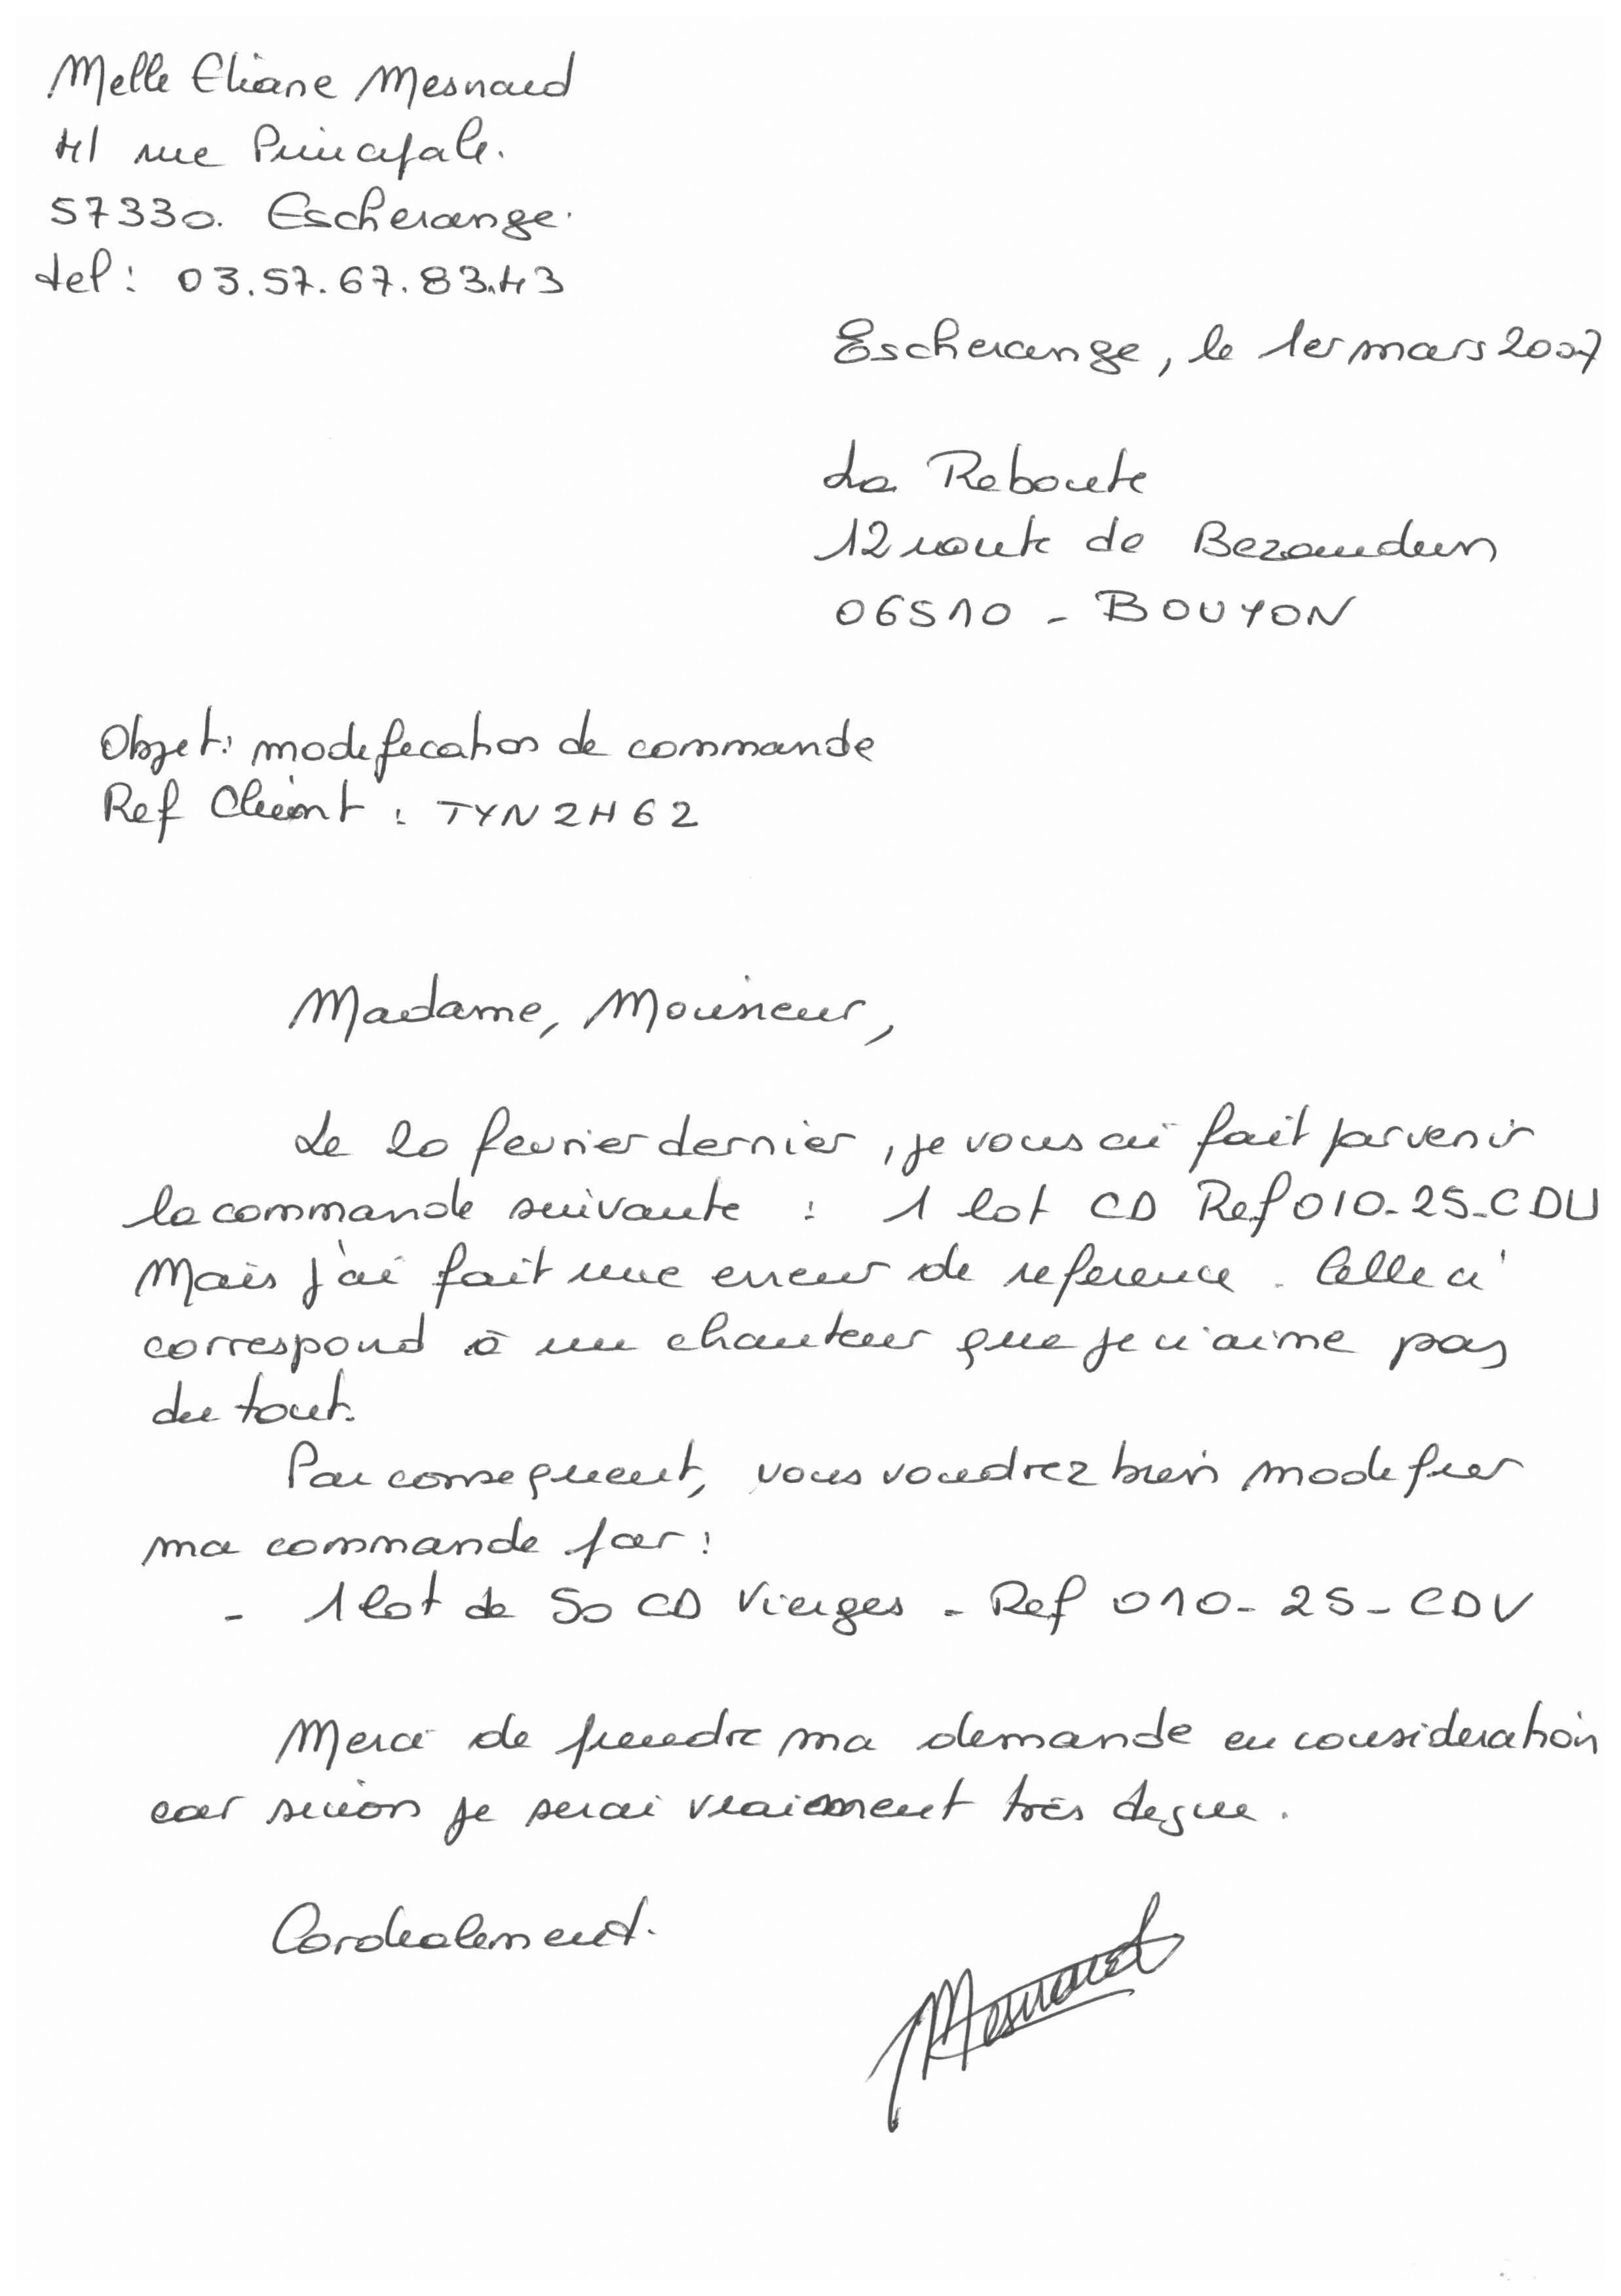 Melle Eliane Mesnard
41 rue Principale.
57330. Escherange.
tel : 03.57.67.83.43
Escherange, le 1er mars 2007
La Reboute
12 route de Bezaudun
06510 - BOUYON
Objet : modification de commande
Ref Client : TYN2H62
Madame, Monsieur,
Le 20 fevrier dernier, je vous ai fait parvenir
la commande suivante : 1 lot CD Ref 010-25-CDU
Mais j'ai fait une erreur de reference. Celle ci
correspond à un chanteur que je n'aime pas
du tout.
Par consequent, vous voudrez bien modifier
ma commande par :
- 1 lot de 50 CD Vierges - Ref 010-25-CDV
Merci de prendre ma demande en consideration
car sinon je serai vraiement très deçue.
Cordialement.
Mesnard